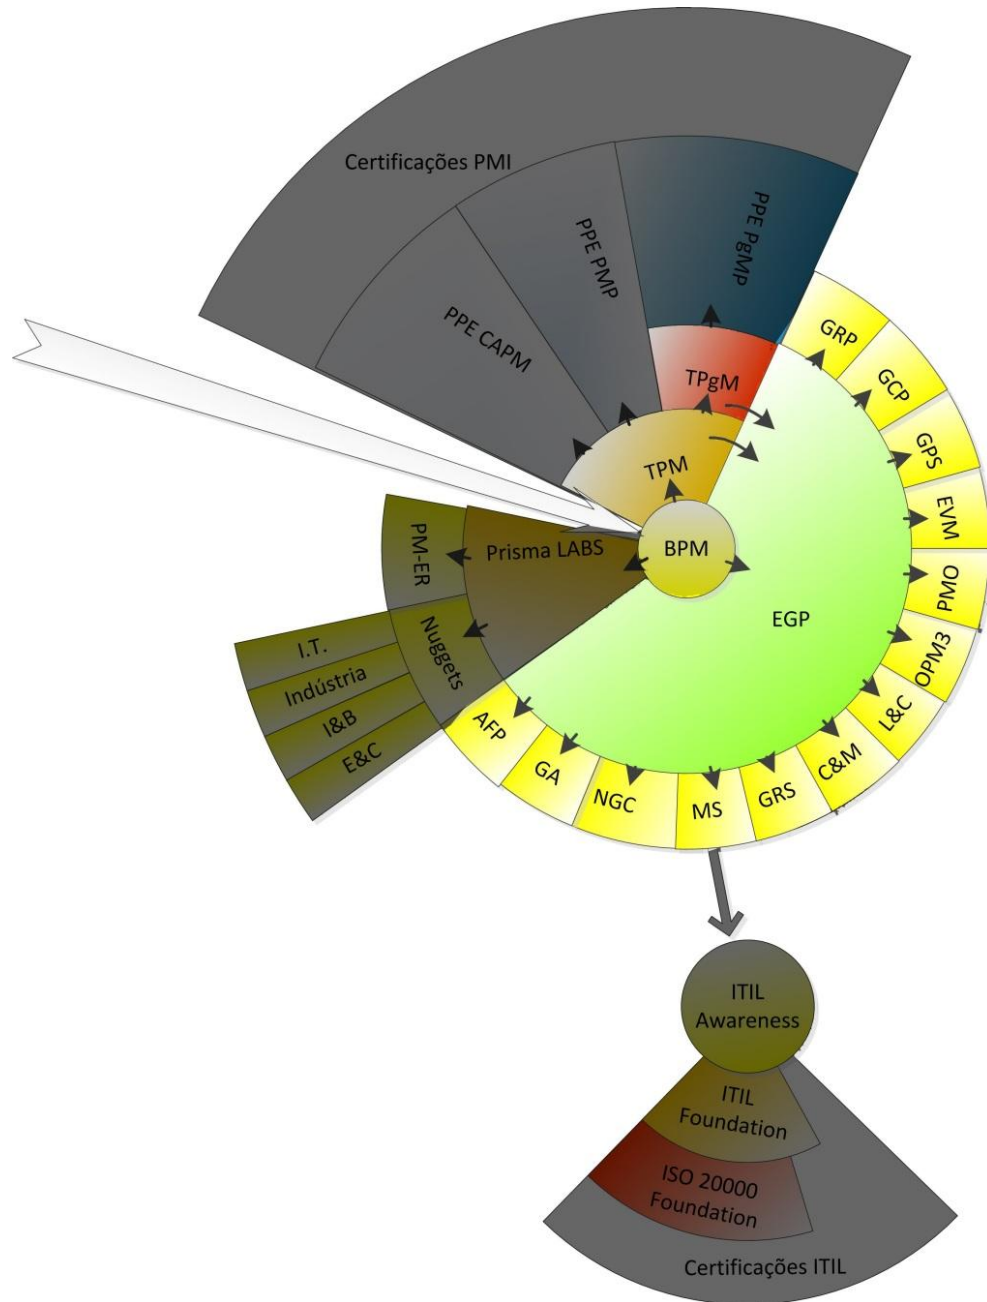 Certificações PMI
PPE CAPM
PPE PMP
PPE PgMP
TPgM
TPM
BPM
EGP
GRP
GCP
GPS
EVM
PMO
OPM3
L&C
C&M
GRS
MS
NGC
GA
AFP
Prisma LABS
PM-ER
Nuggets
I.T.
Indústria
I&B
E&C
ITIL
Awareness
ITIL
Foundation
ISO 20000
Foundation
Certificações ITIL